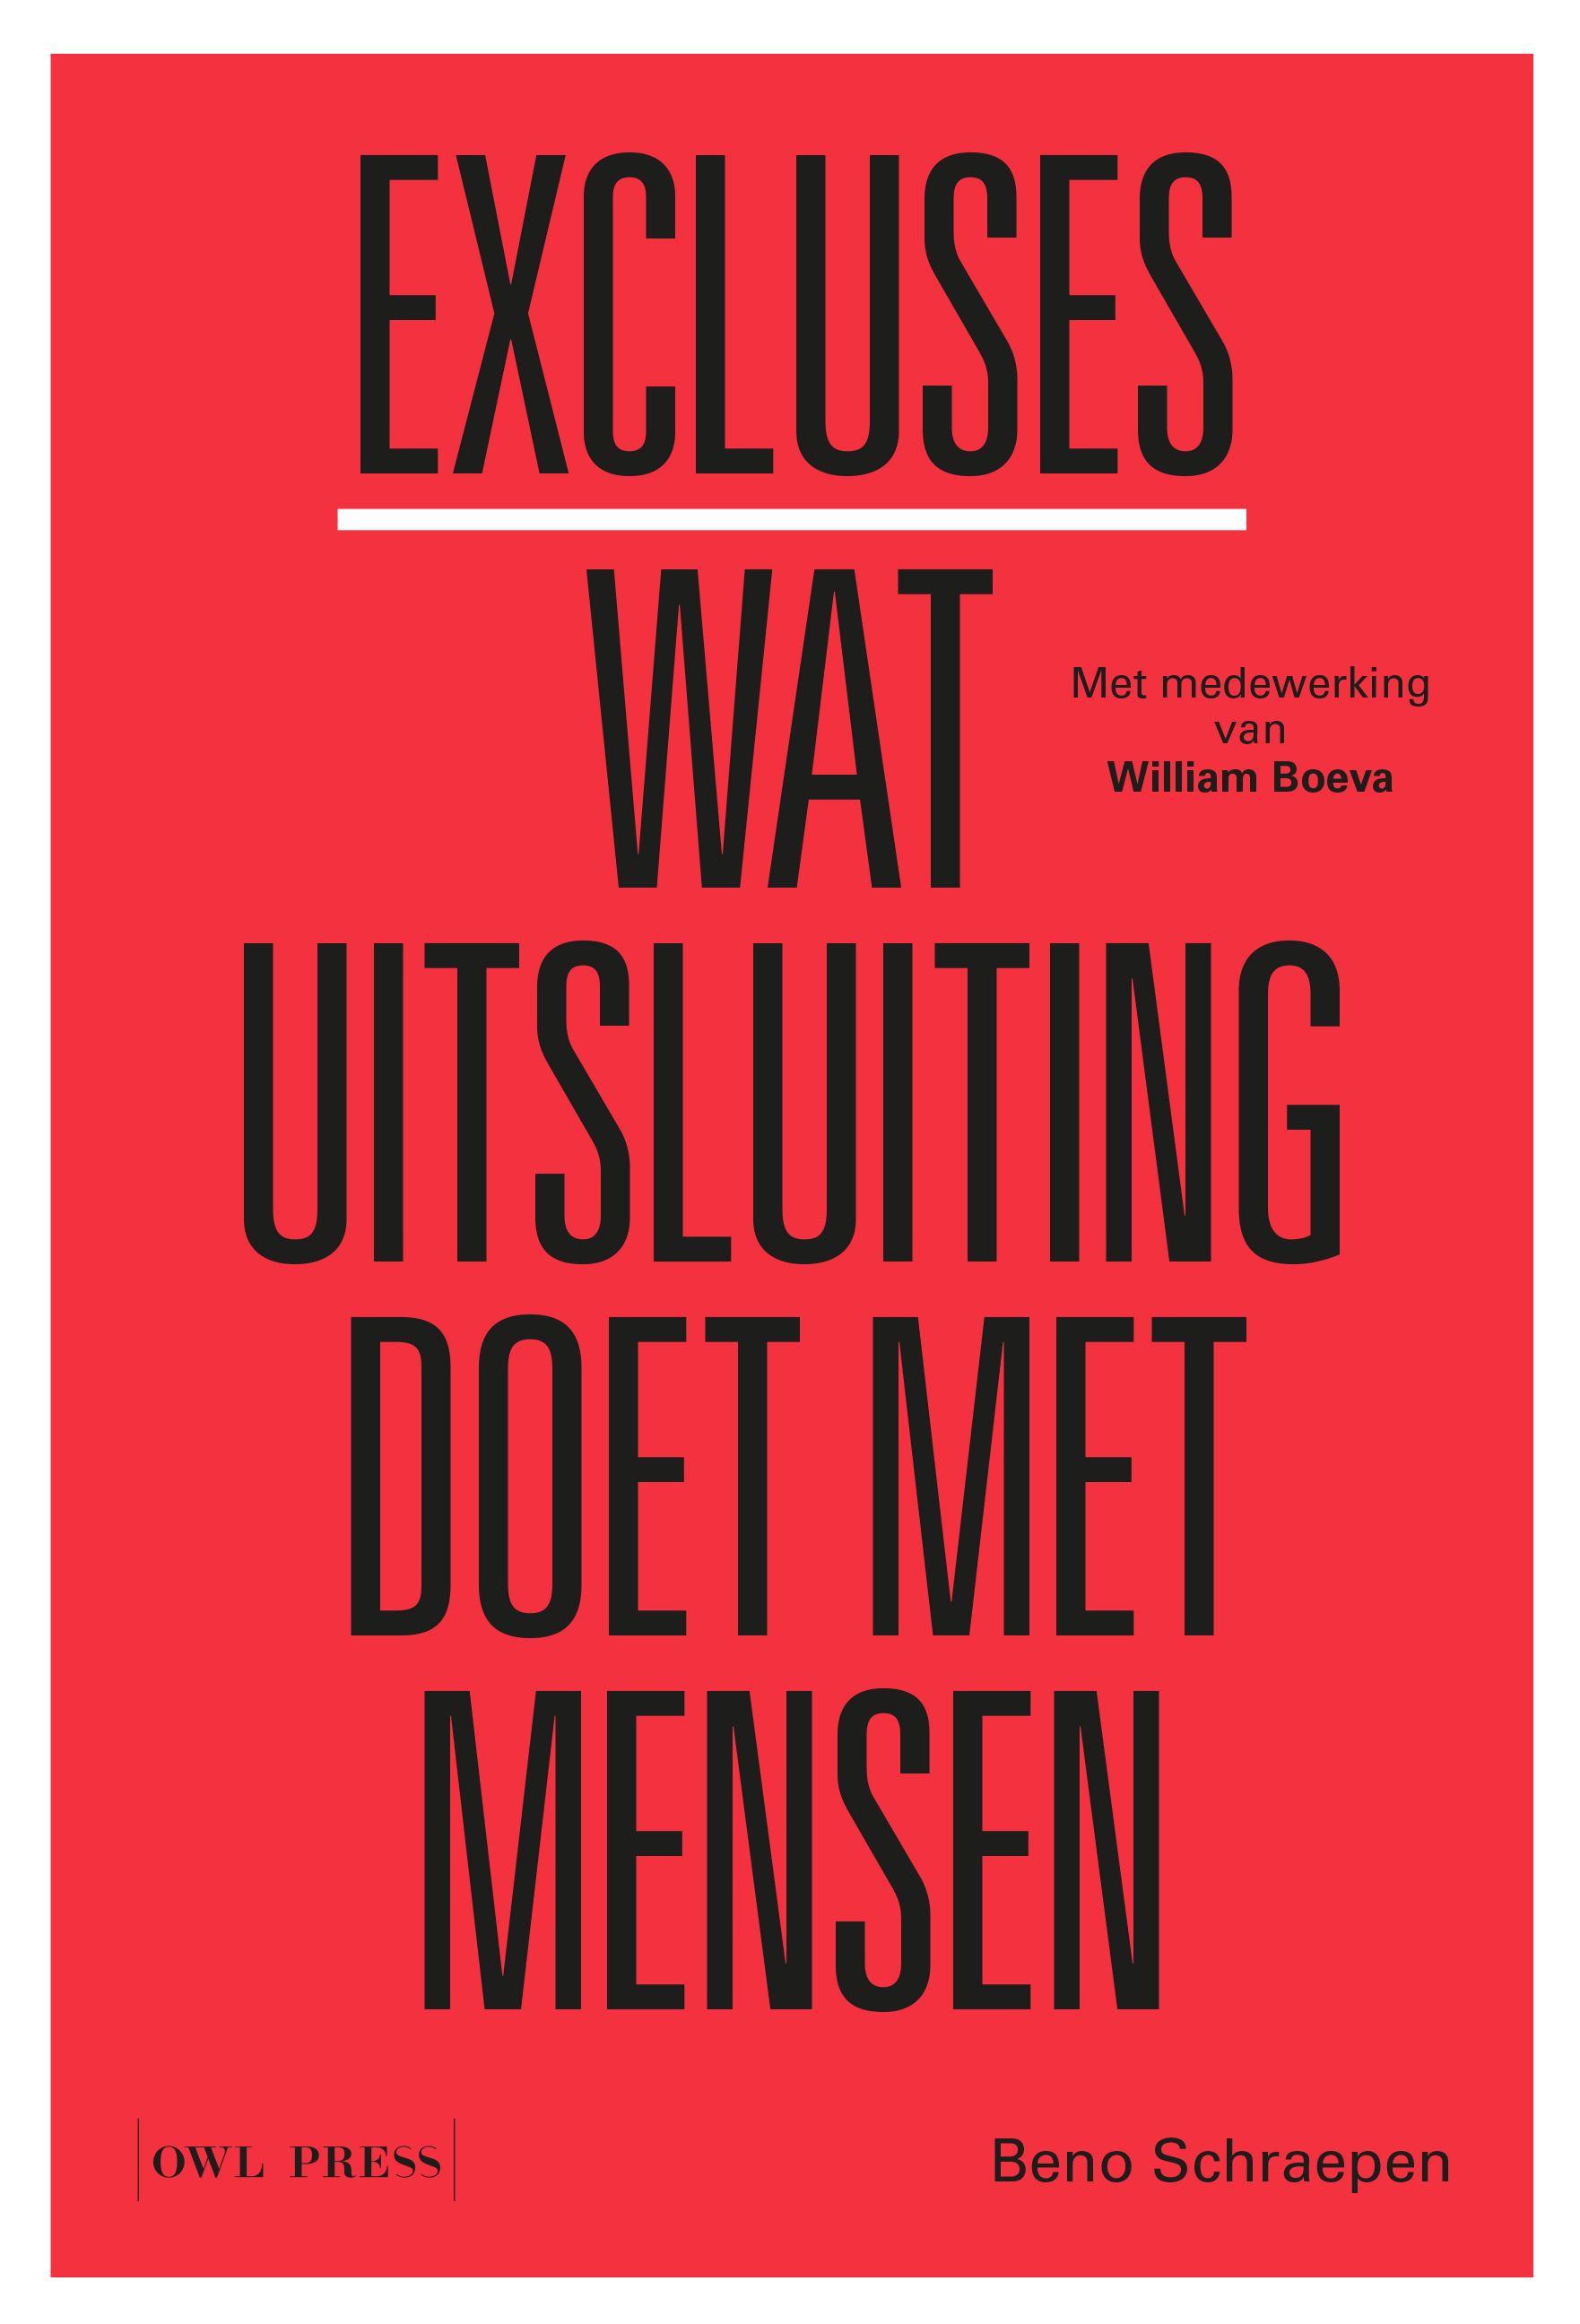 EXCLUSES
WAT
Met medewerking
van
William Boeva
UITSLUITING
DOET MET
MENSEN
OWL PRESS
Beno Schraepen